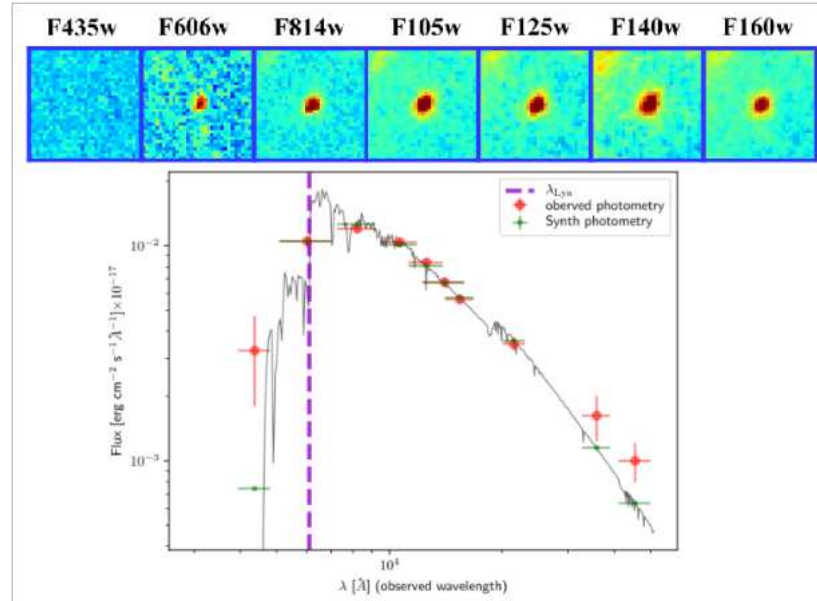 F435w F606w F814w F105w F125w F140w F160w
λLyα
oberved photometry
Synth photometry
10⁻²
10⁻³
Flux [erg cm⁻² s⁻¹ Å⁻¹]×10⁻¹⁷
10⁴
λ [Å] (observed wavelength)